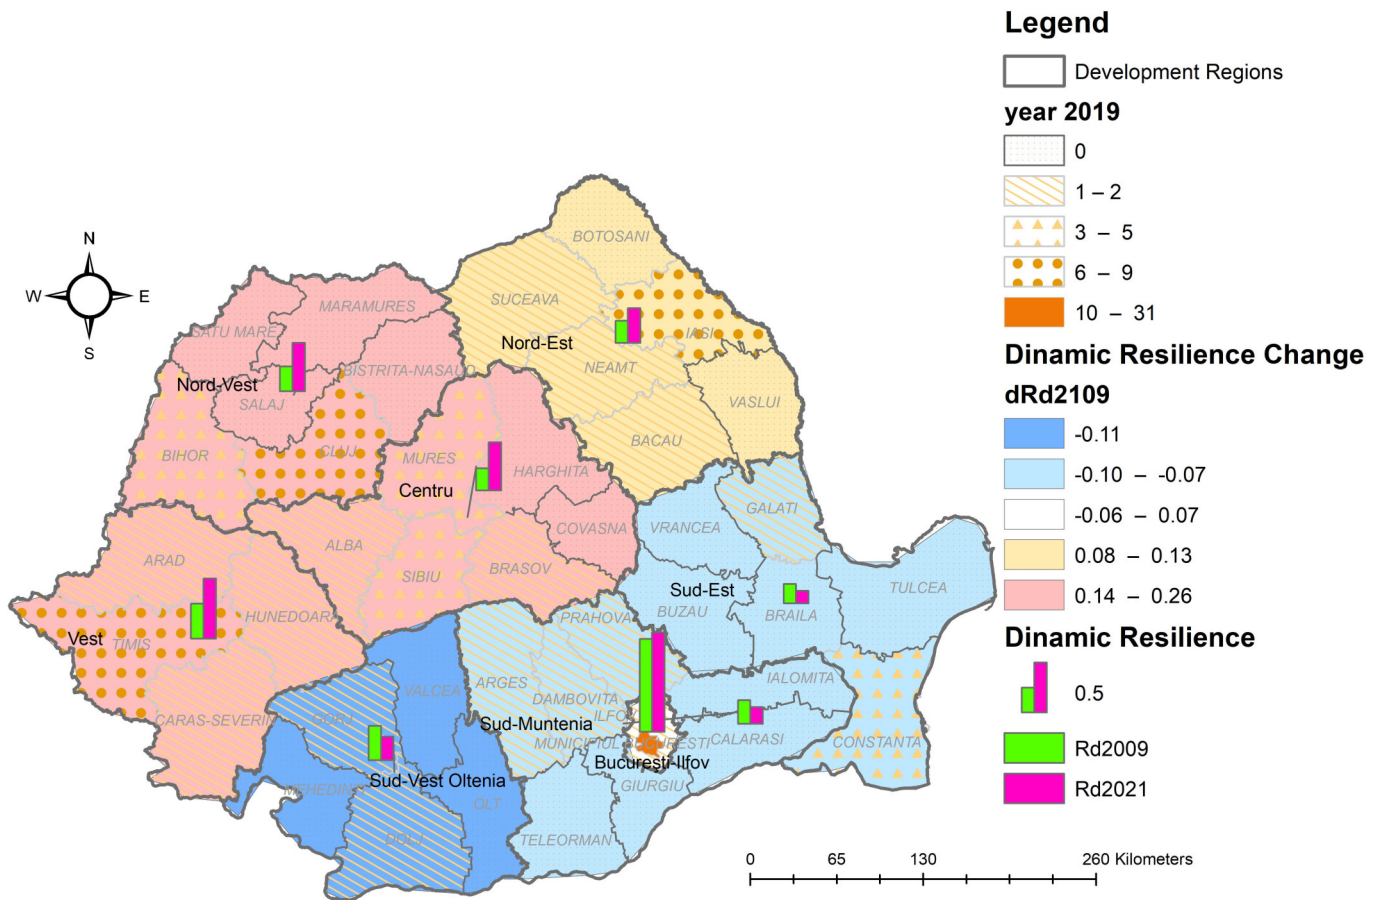 Legend
Development Regions
year 2019
0
1 – 2
3 – 5
6 – 9
10 – 31
Dinamic Resilience Change
dRd2109
-0.11
-0.10 – -0.07
-0.06 – 0.07
0.08 – 0.13
0.14 – 0.26
Dinamic Resilience
0.5
Rd2009
Rd2021
N
W E
S
BOTOSANI
SUCEAVA
MARAMURES
SATU MARE
IASI
Nord-Est
NEAMT
BISTRITA-NASAUD
Nord-Vest
SALAJ
VASLUI
BACAU
CLUJ
BIHOR
MURES
HARGHITA
Centru
GALATI
COVASNA
VRANCEA
ALBA
ARAD
BRASOV
SIBIU
Sud-Est
TULCEA
BUZAU
BRAILA
PRAHOVA
HUNEDOARA
Vest
TIMIS
IALOMITA
ARGES
VALCEA
DAMBOVITA
ILFOV
CARAS-SEVERIN
GORJ
Sud-Muntenia
MUNICIPIUL BUCURESTI
CALARASI
CONSTANTA
București-Ilfov
Sud-Vest Oltenia
GIURGIU
MEHEDINTI
OLT
DOLJ
TELEORMAN
0 65 130 260 Kilometers